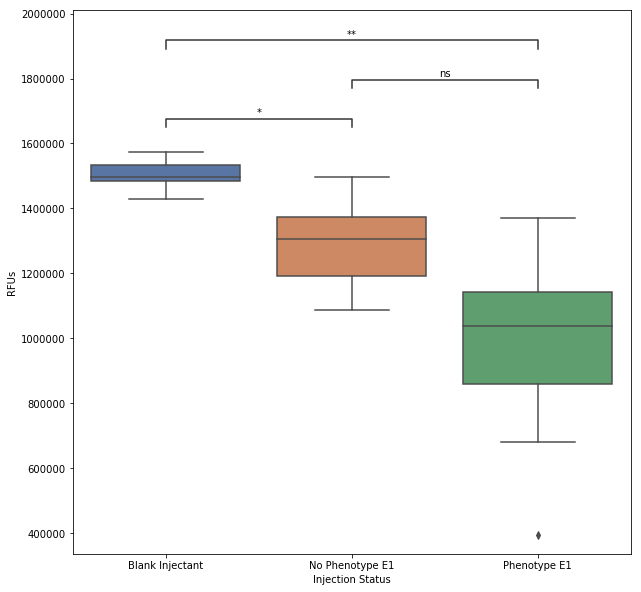 2000000
**
1800000
ns
*
1600000
1400000
1200000
RFUs
1000000
800000
600000
400000
Blank Injectant
No Phenotype E1
Phenotype E1
Injection Status